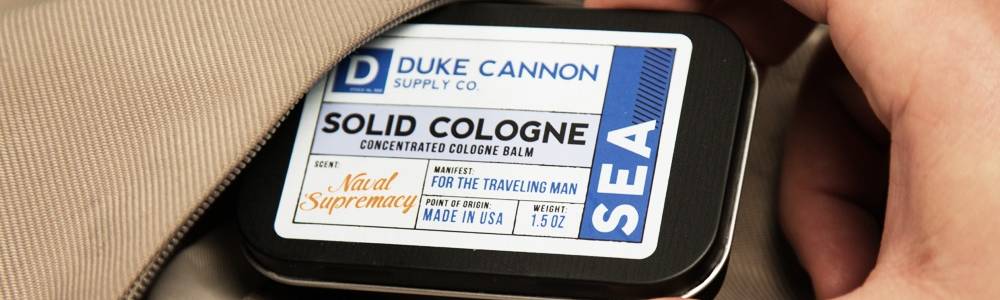 D
DUKE CANNON
SUPPLY CO.
SOLID COLOGNE
CONCENTRATED COLOGNE BALM
SCENT:
Naval
Supremacy
MANIFEST:
FOR THE TRAVELING MAN
POINT OF ORIGIN:
MADE IN USA
WEIGHT:
1.5 OZ
SEA